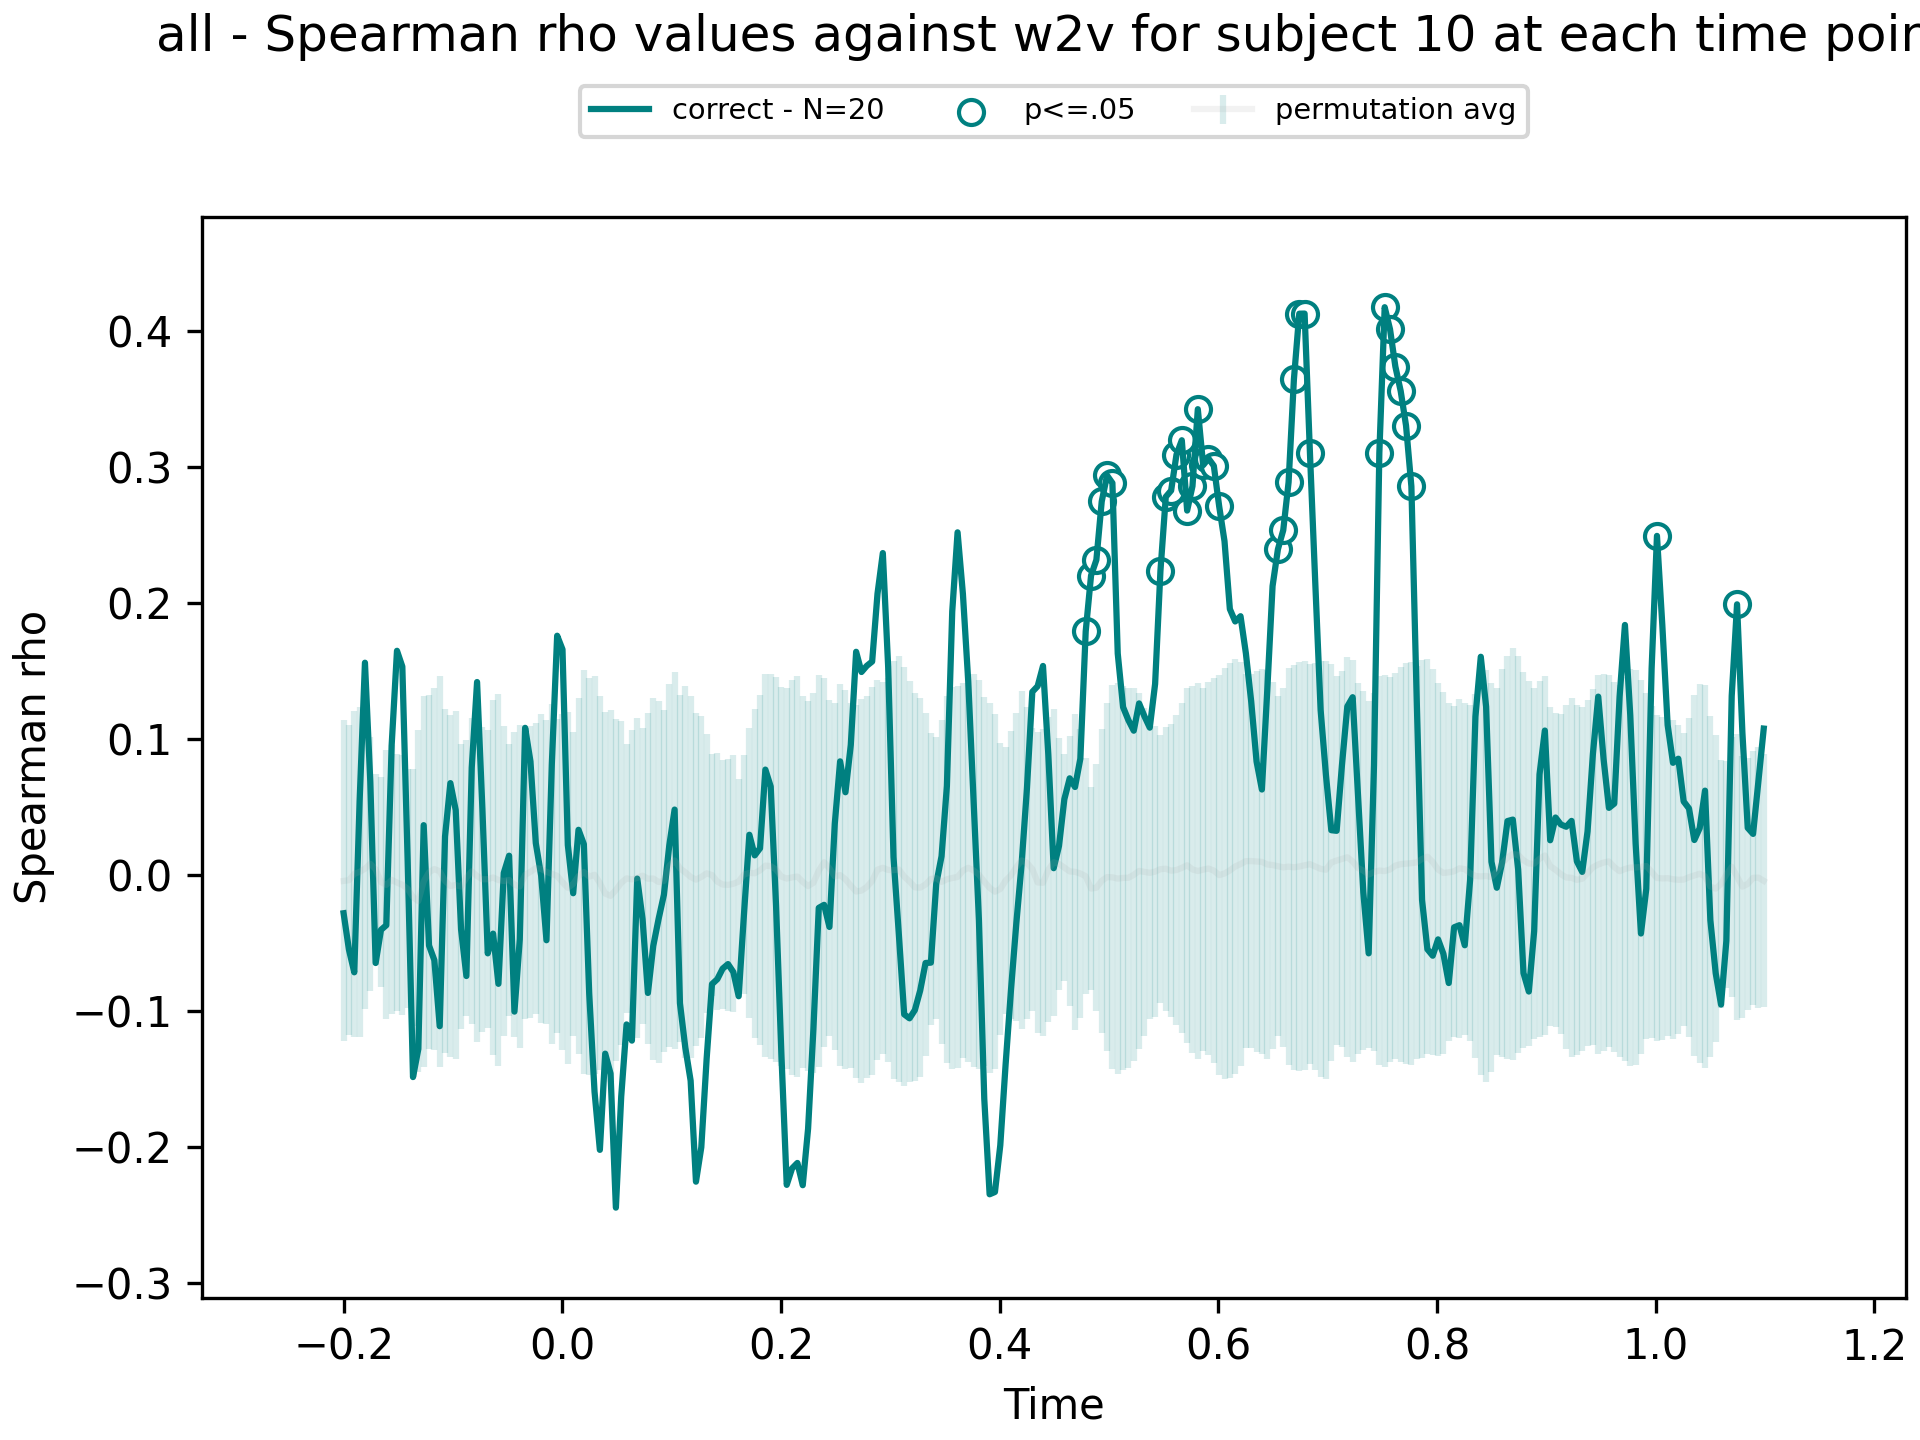 all - Spearman rho values against w2v for subject 10 at each time
correct - N=20 p<=.05 permutation avg
Spearman rho
0.4
0.3
0.2
0.1
0.0
−0.1
−0.2
−0.3
−0.2 0.0 0.2 0.4 0.6 0.8 1.0 1.2
Time